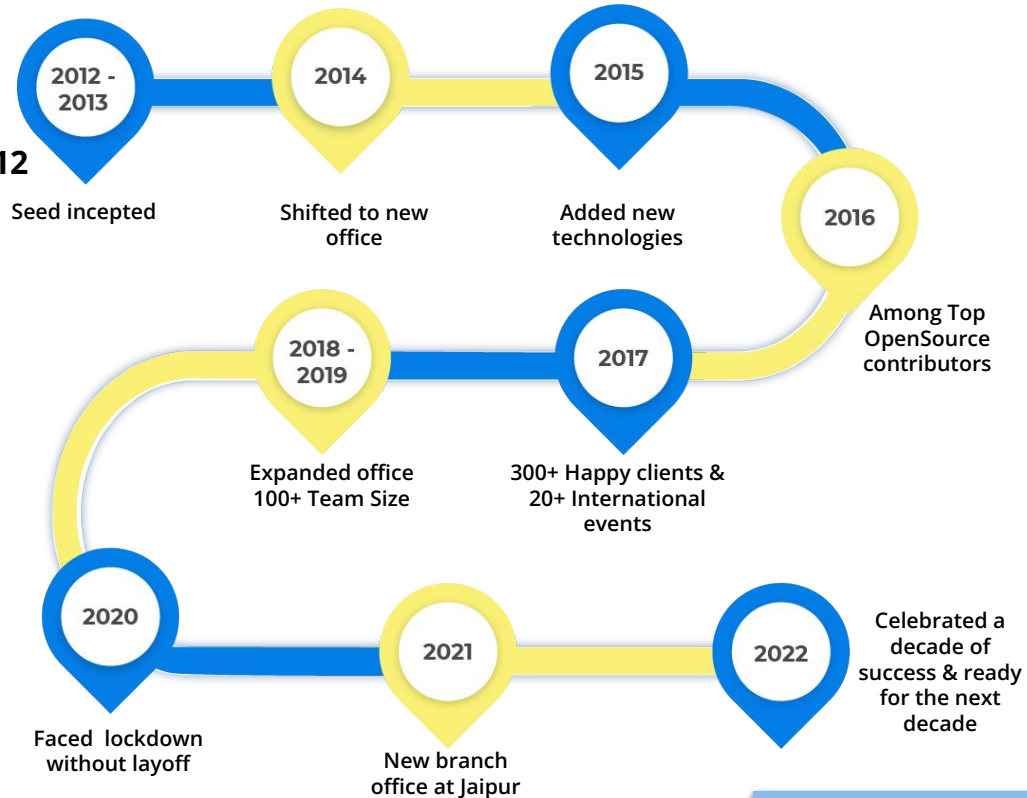 2012 -
2013
2014
2015
12
Seed incepted
Shifted to new
office
Added new
technologies
2016
Among Top
OpenSource
contributors
2017
300+ Happy clients &
20+ International
events
2018 -
2019
Expanded office
100+ Team Size
2020
Faced lockdown
without layoff
2021
New branch
office at Jaipur
2022
Celebrated a
decade of
success & ready
for the next
decade